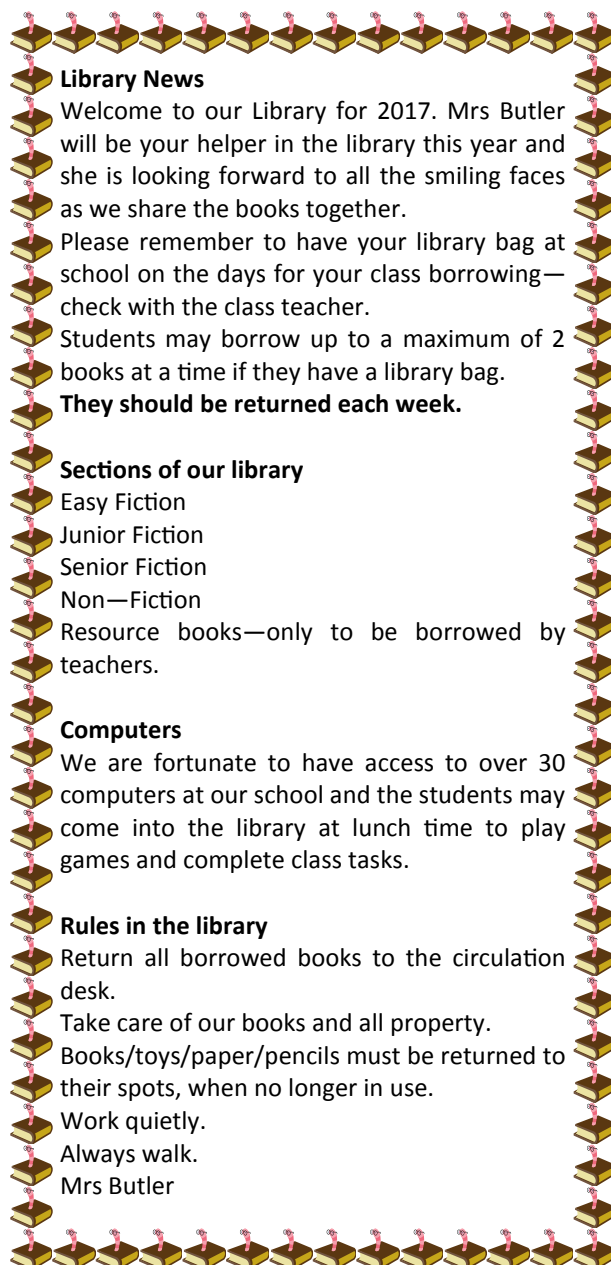 Library News
Welcome to our Library for 2017. Mrs Butler
will be your helper in the library this year and
she is looking forward to all the smiling faces
as we share the books together.
Please remember to have your library bag at
school on the days for your class borrowing—
check with the class teacher.
Students may borrow up to a maximum of 2
books at a time if they have a library bag.
They should be returned each week.
Sections of our library
Easy Fiction
Junior Fiction
Senior Fiction
Non—Fiction
Resource books—only to be borrowed by
teachers.
Computers
We are fortunate to have access to over 30
computers at our school and the students may
come into the library at lunch time to play
games and complete class tasks.
Rules in the library
Return all borrowed books to the circulation
desk.
Take care of our books and all property.
Books/toys/paper/pencils must be returned to
their spots, when no longer in use.
Work quietly.
Always walk.
Mrs Butler